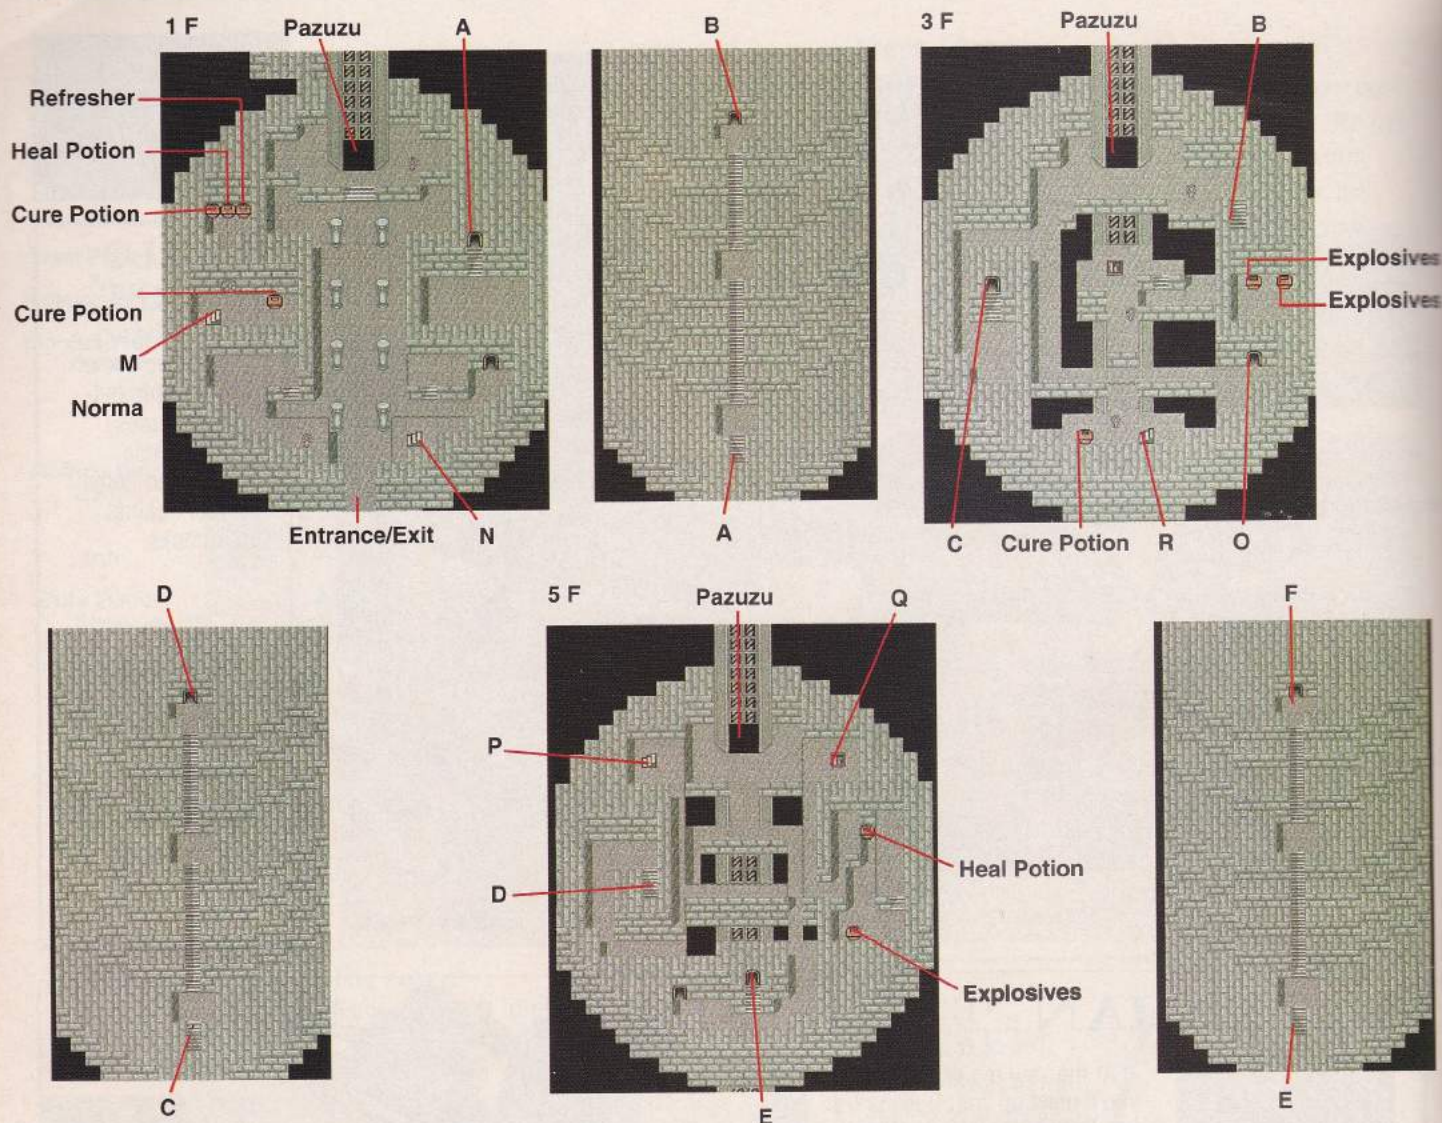 1 F
Pazuzu
A
Refresher
Heal Potion
Cure Potion
Cure Potion
M
Norma
Entrance/Exit
N
B
A
3 F
Pazuzu
B
Explosives
Explosives
C
Cure Potion
R
O
D
C
5 F
Pazuzu
Q
P
D
Heal Potion
Explosives
E
F
E